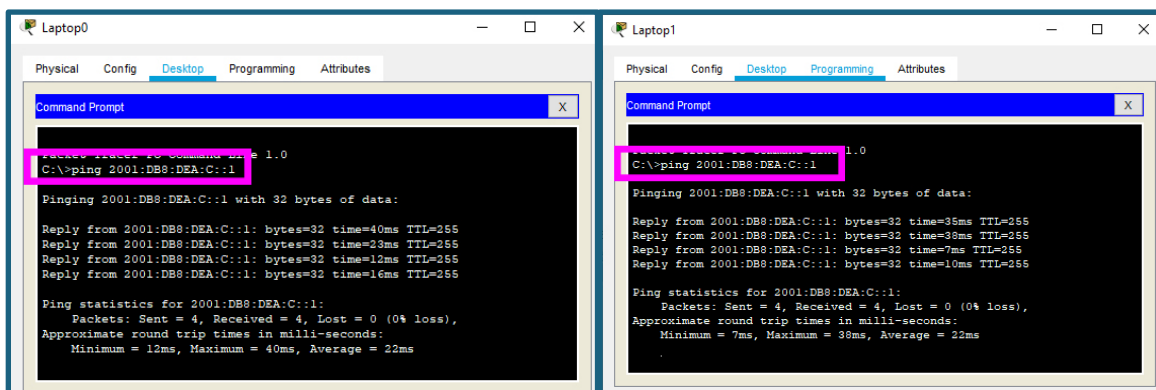 Laptop0
Physical Config Desktop Programming Attributes
Command Prompt
X
Packet Tracer PC Command Line 1.0
C:\>ping 2001:DB8:DEA:C::1
Pinging 2001:DB8:DEA:C::1 with 32 bytes of data:
Reply from 2001:DB8:DEA:C::1: bytes=32 time=40ms TTL=255
Reply from 2001:DB8:DEA:C::1: bytes=32 time=23ms TTL=255
Reply from 2001:DB8:DEA:C::1: bytes=32 time=12ms TTL=255
Reply from 2001:DB8:DEA:C::1: bytes=32 time=16ms TTL=255
Ping statistics for 2001:DB8:DEA:C::1:
Packets: Sent = 4, Received = 4, Lost = 0 (0% loss),
Approximate round trip times in milli-seconds:
Minimum = 12ms, Maximum = 40ms, Average = 22ms
Laptop1
Physical Config Desktop Programming Attributes
Command Prompt
X
1.0
C:\>ping 2001:DB8:DEA:C::1
Pinging 2001:DB8:DEA:C::1 with 32 bytes of data:
Reply from 2001:DB8:DEA:C::1: bytes=32 time=35ms TTL=255
Reply from 2001:DB8:DEA:C::1: bytes=32 time=38ms TTL=255
Reply from 2001:DB8:DEA:C::1: bytes=32 time=7ms TTL=255
Reply from 2001:DB8:DEA:C::1: bytes=32 time=10ms TTL=255
Ping statistics for 2001:DB8:DEA:C::1:
Packets: Sent = 4, Received = 4, Lost = 0 (0% loss),
Approximate round trip times in milli-seconds:
Minimum = 7ms, Maximum = 38ms, Average = 22ms